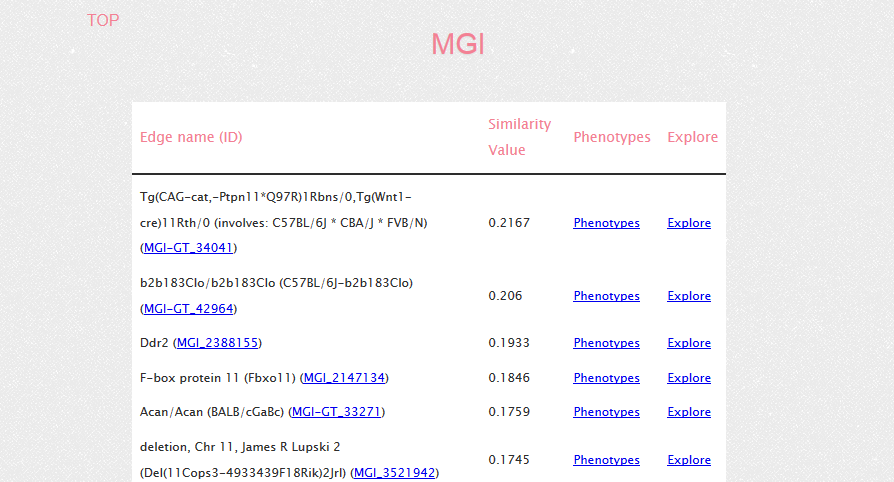 TOP
MGI
Edge name (ID)
Similarity
Value
Phenotypes
Explore
Tg(CAG-cat,-Ptpn11*Q97R)1Rbns/0,Tg(Wnt1-
cre)11Rth/0 (involves: C57BL/6J * CBA/J * FVB/N)
(MGI-GT_34041)
0.2167
Phenotypes
Explore
b2b183Clo/b2b183Clo (C57BL/6J-b2b183Clo)
(MGI-GT_42964)
0.206
Phenotypes
Explore
Ddr2 (MGI_2388155)
0.1933
Phenotypes
Explore
F-box protein 11 (Fbxo11) (MGI_2147134)
0.1846
Phenotypes
Explore
Acan/Acan (BALB/cGaBc) (MGI-GT_33271)
0.1759
Phenotypes
Explore
deletion, Chr 11, James R Lupski 2
(Del(11Cops3-4933439F18Rik)2Jrl) (MGI_3521942)
0.1745
Phenotypes
Explore